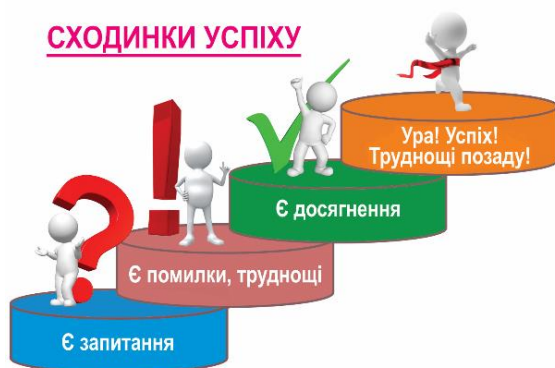 СХОДИНКИ УСПІХУ
Ура! Успіх!
Труднощі позаду!
Є досягнення
Є помилки, труднощі
Є запитання